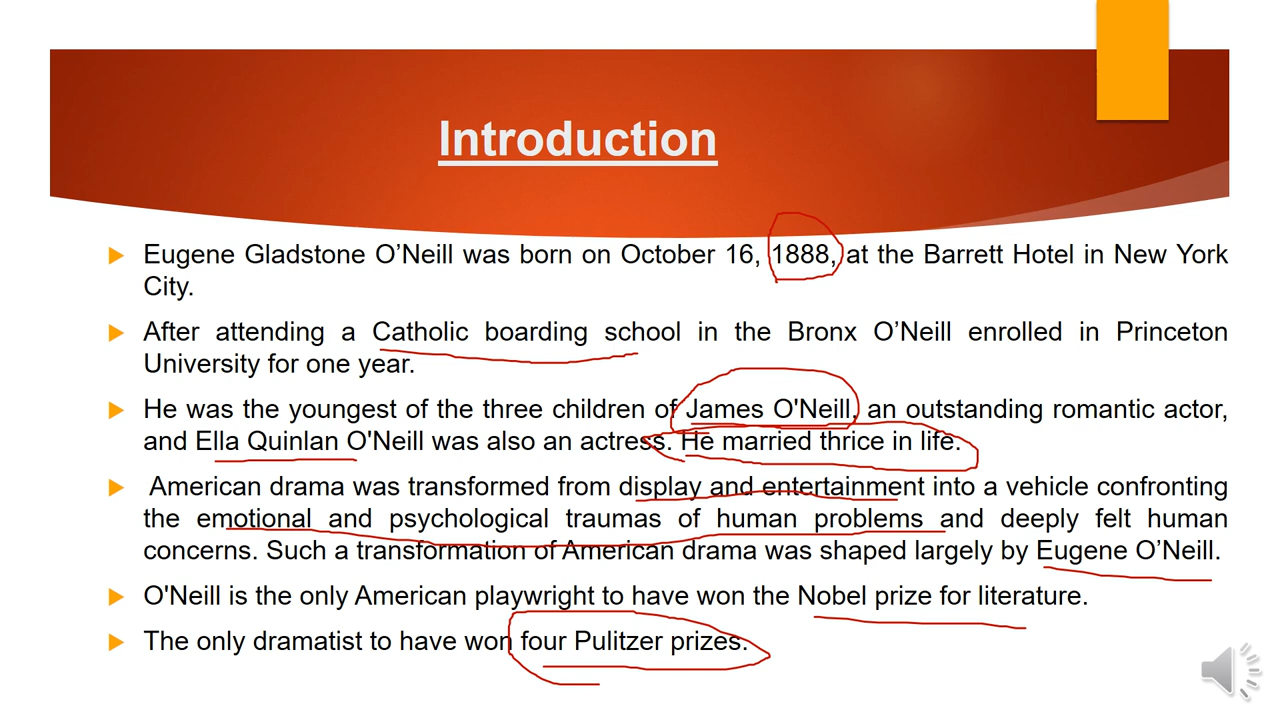 Introduction
Eugene Gladstone O’Neill was born on October 16, 1888, at the Barrett Hotel in New York
City.
After attending a Catholic boarding school in the Bronx O’Neill enrolled in Princeton
University for one year.
He was the youngest of the three children of James O'Neill, an outstanding romantic actor,
and Ella Quinlan O'Neill was also an actress. He married thrice in life.
American drama was transformed from display and entertainment into a vehicle confronting
the emotional and psychological traumas of human problems and deeply felt human
concerns. Such a transformation of American drama was shaped largely by Eugene O’Neill.
O'Neill is the only American playwright to have won the Nobel prize for literature.
The only dramatist to have won four Pulitzer prizes.